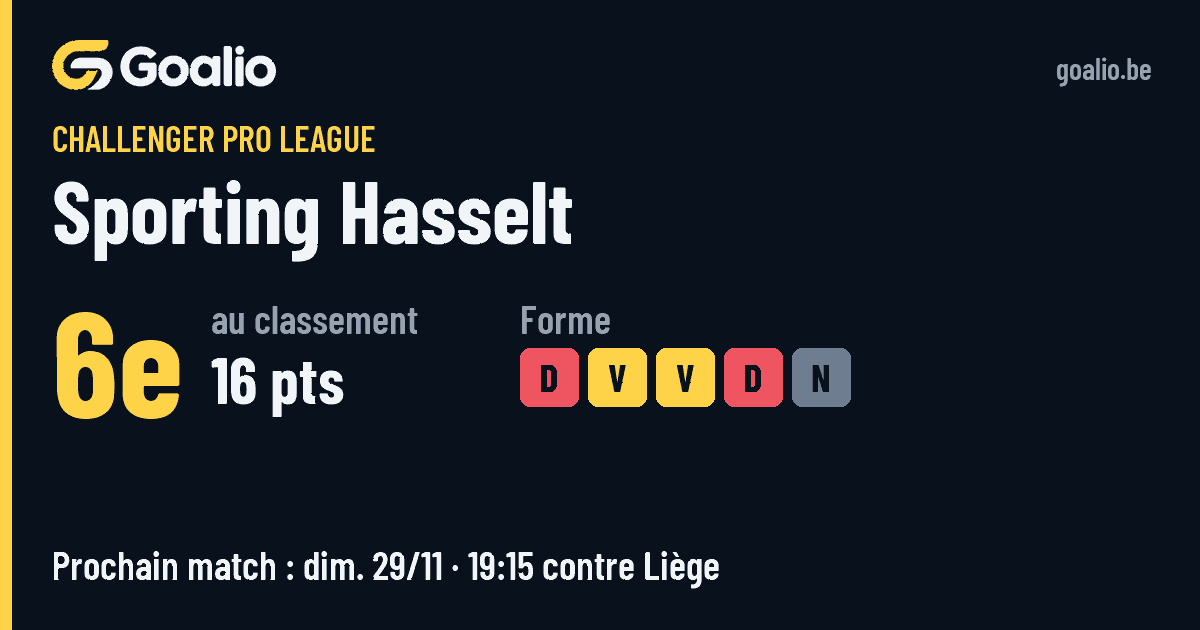 Goalio
goalio.be
CHALLENGER PRO LEAGUE
Sporting Hasselt
6e
au classement
16 pts
Forme
D V V D N
Prochain match : dim. 29/11 · 19:15 contre Liège